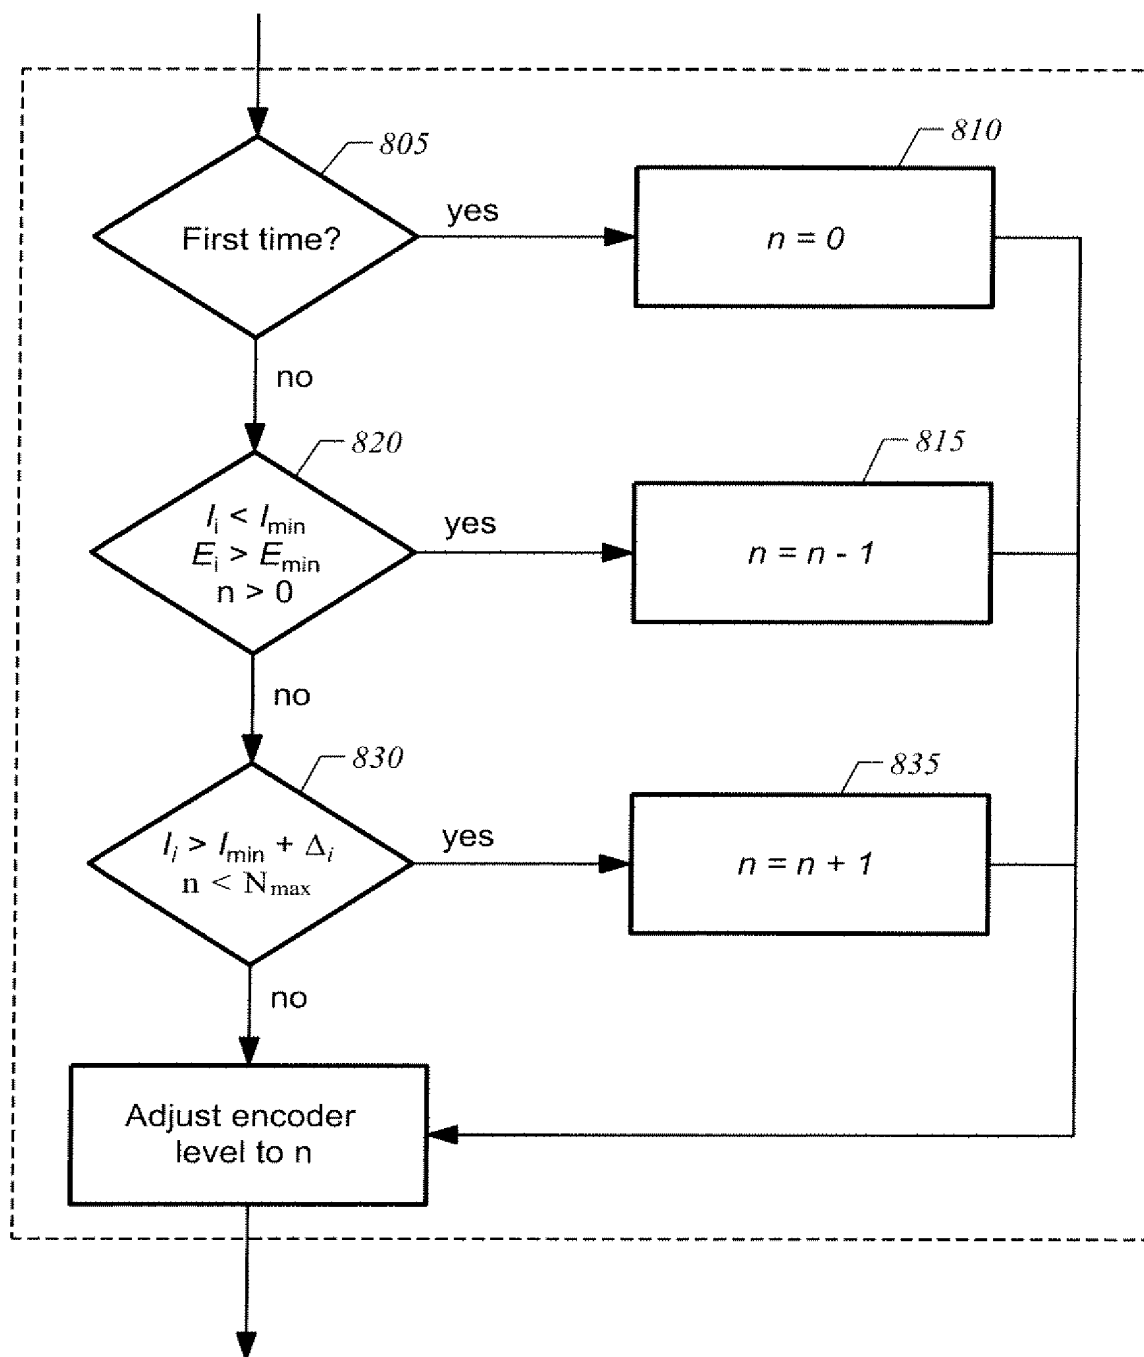 805
810
First time?
yes
n = 0
no
820
815
I_i < I_min
E_i > E_min
n > 0
yes
n = n - 1
no
830
835
I_i > I_min + Δ_i
n < N_max
yes
n = n + 1
no
Adjust encoder
level to n